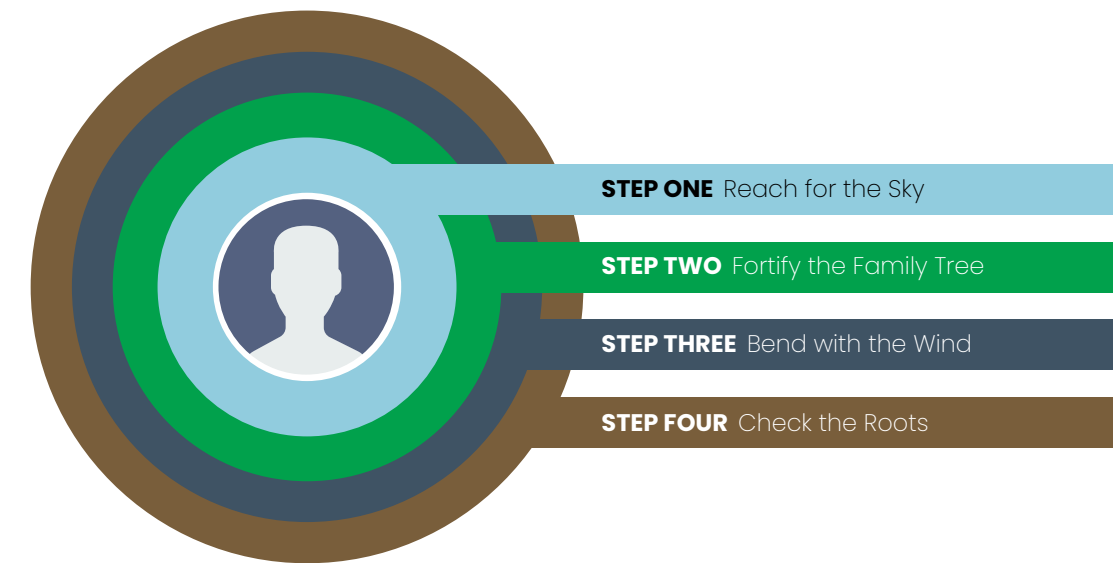 STEP ONE Reach for the Sky
STEP TWO Fortify the Family Tree
STEP THREE Bend with the Wind
STEP FOUR Check the Roots